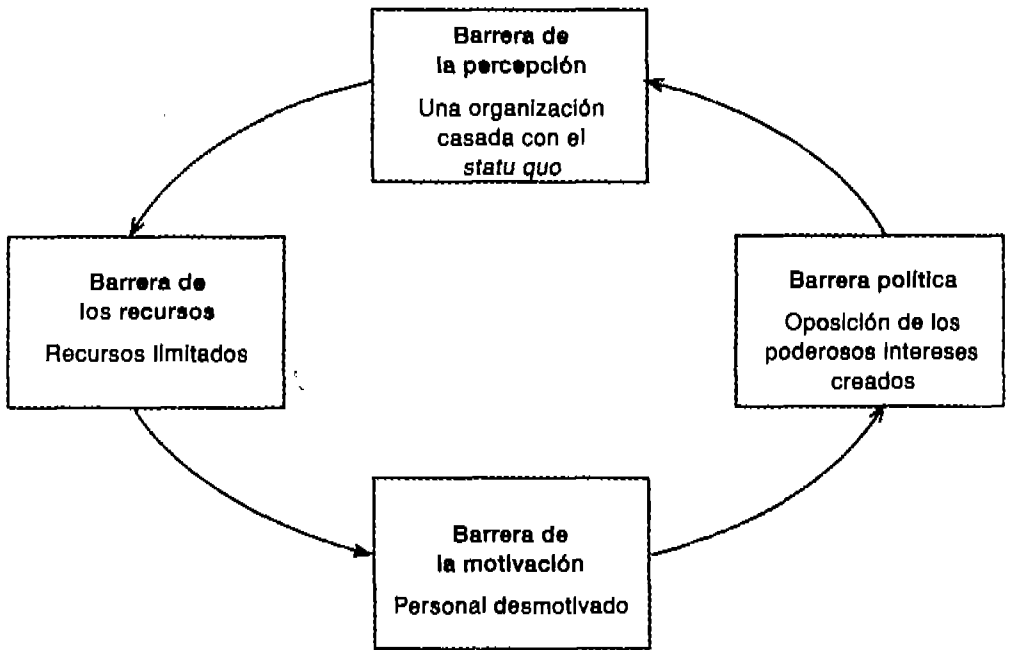 Barrera de
la percepción
Una organización
casada con el
statu quo
Barrera de
los recursos
Recursos limitados
Barrera política
Oposición de los
poderosos intereses
creados
Barrera de
la motivación
Personal desmotivado